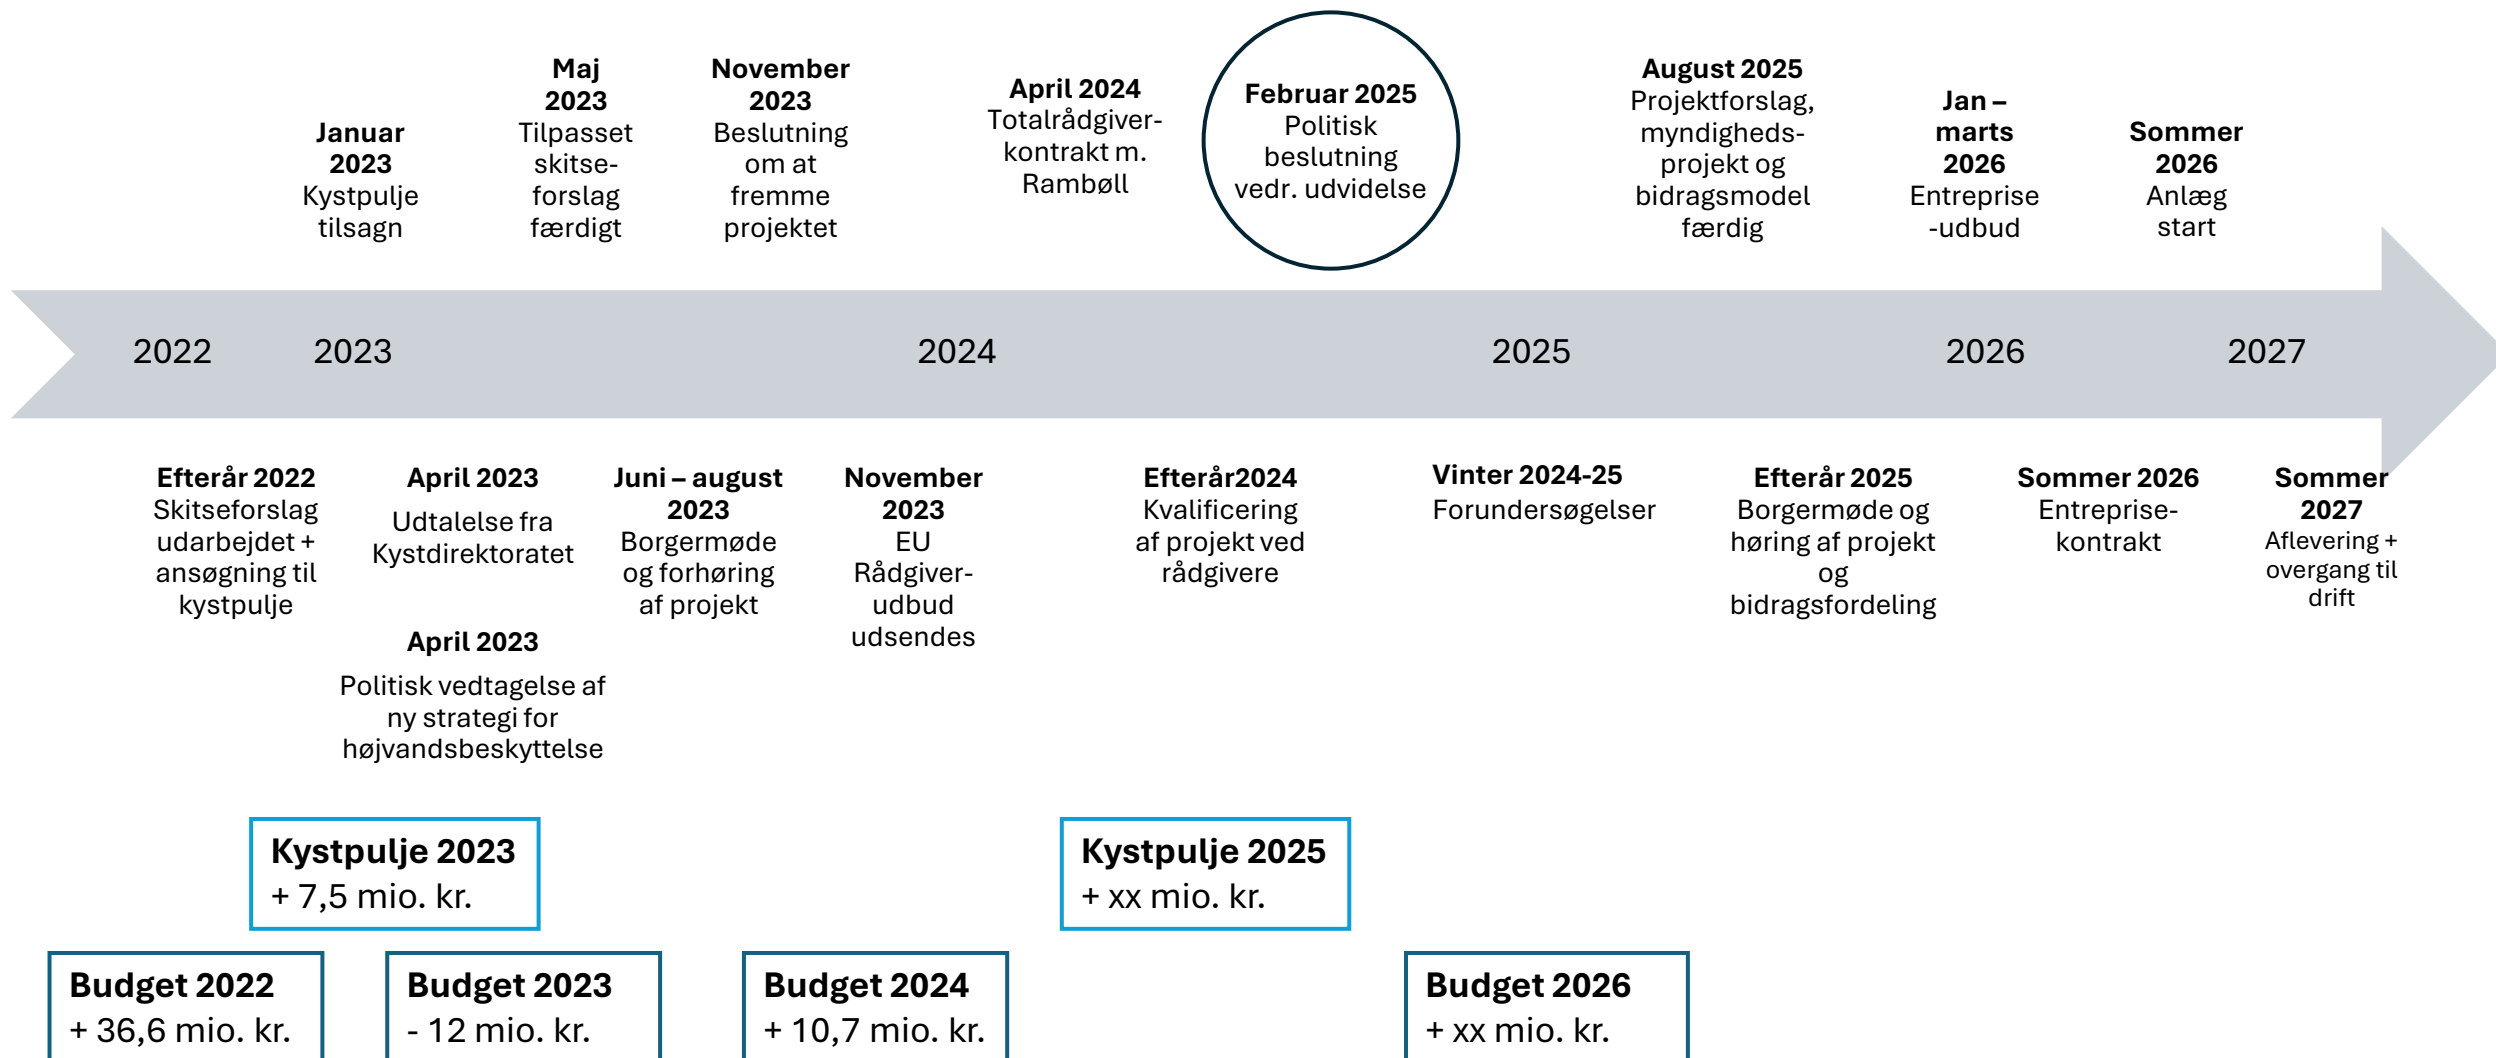 Januar
2023
Kystpulje
tilsagn
Maj
2023
Tilpasset
skitse-
forslag
færdigt
November
2023
Beslutning
om at
fremme
projektet
April 2024
Totalrådgiver-
kontrakt m.
Rambøll
Februar 2025
Politisk
beslutning
vedr. udvidelse
August 2025
Projektforslag,
myndigheds-
projekt og
bidragsmodel
færdig
Jan –
marts
2026
Entreprise
-udbud
Sommer
2026
Anlæg
start
2022
2023
2024
2025
2026
2027
Efterår 2022
Skitseforslag
udarbejdet +
ansøgning til
kystpulje
April 2023
Udtalelse fra
Kystdirektoratet
April 2023
Politisk vedtagelse af
ny strategi for
højvandsbeskyttelse
Juni – august
2023
Borgermøde
og forhøring
af projekt
November
2023
EU
Rådgiver-
udbud
udsendes
Efterår2024
Kvalificering
af projekt ved
rådgivere
Vinter 2024-25
Forundersøgelser
Efterår 2025
Borgermøde og
høring af projekt
og
bidragsfordeling
Sommer 2026
Entreprise-
kontrakt
Sommer
2027
Aflevering +
overgang til
drift
Kystpulje 2023
+ 7,5 mio. kr.
Kystpulje 2025
+ xx mio. kr.
Budget 2022
+ 36,6 mio. kr.
Budget 2023
- 12 mio. kr.
Budget 2024
+ 10,7 mio. kr.
Budget 2026
+ xx mio. kr.